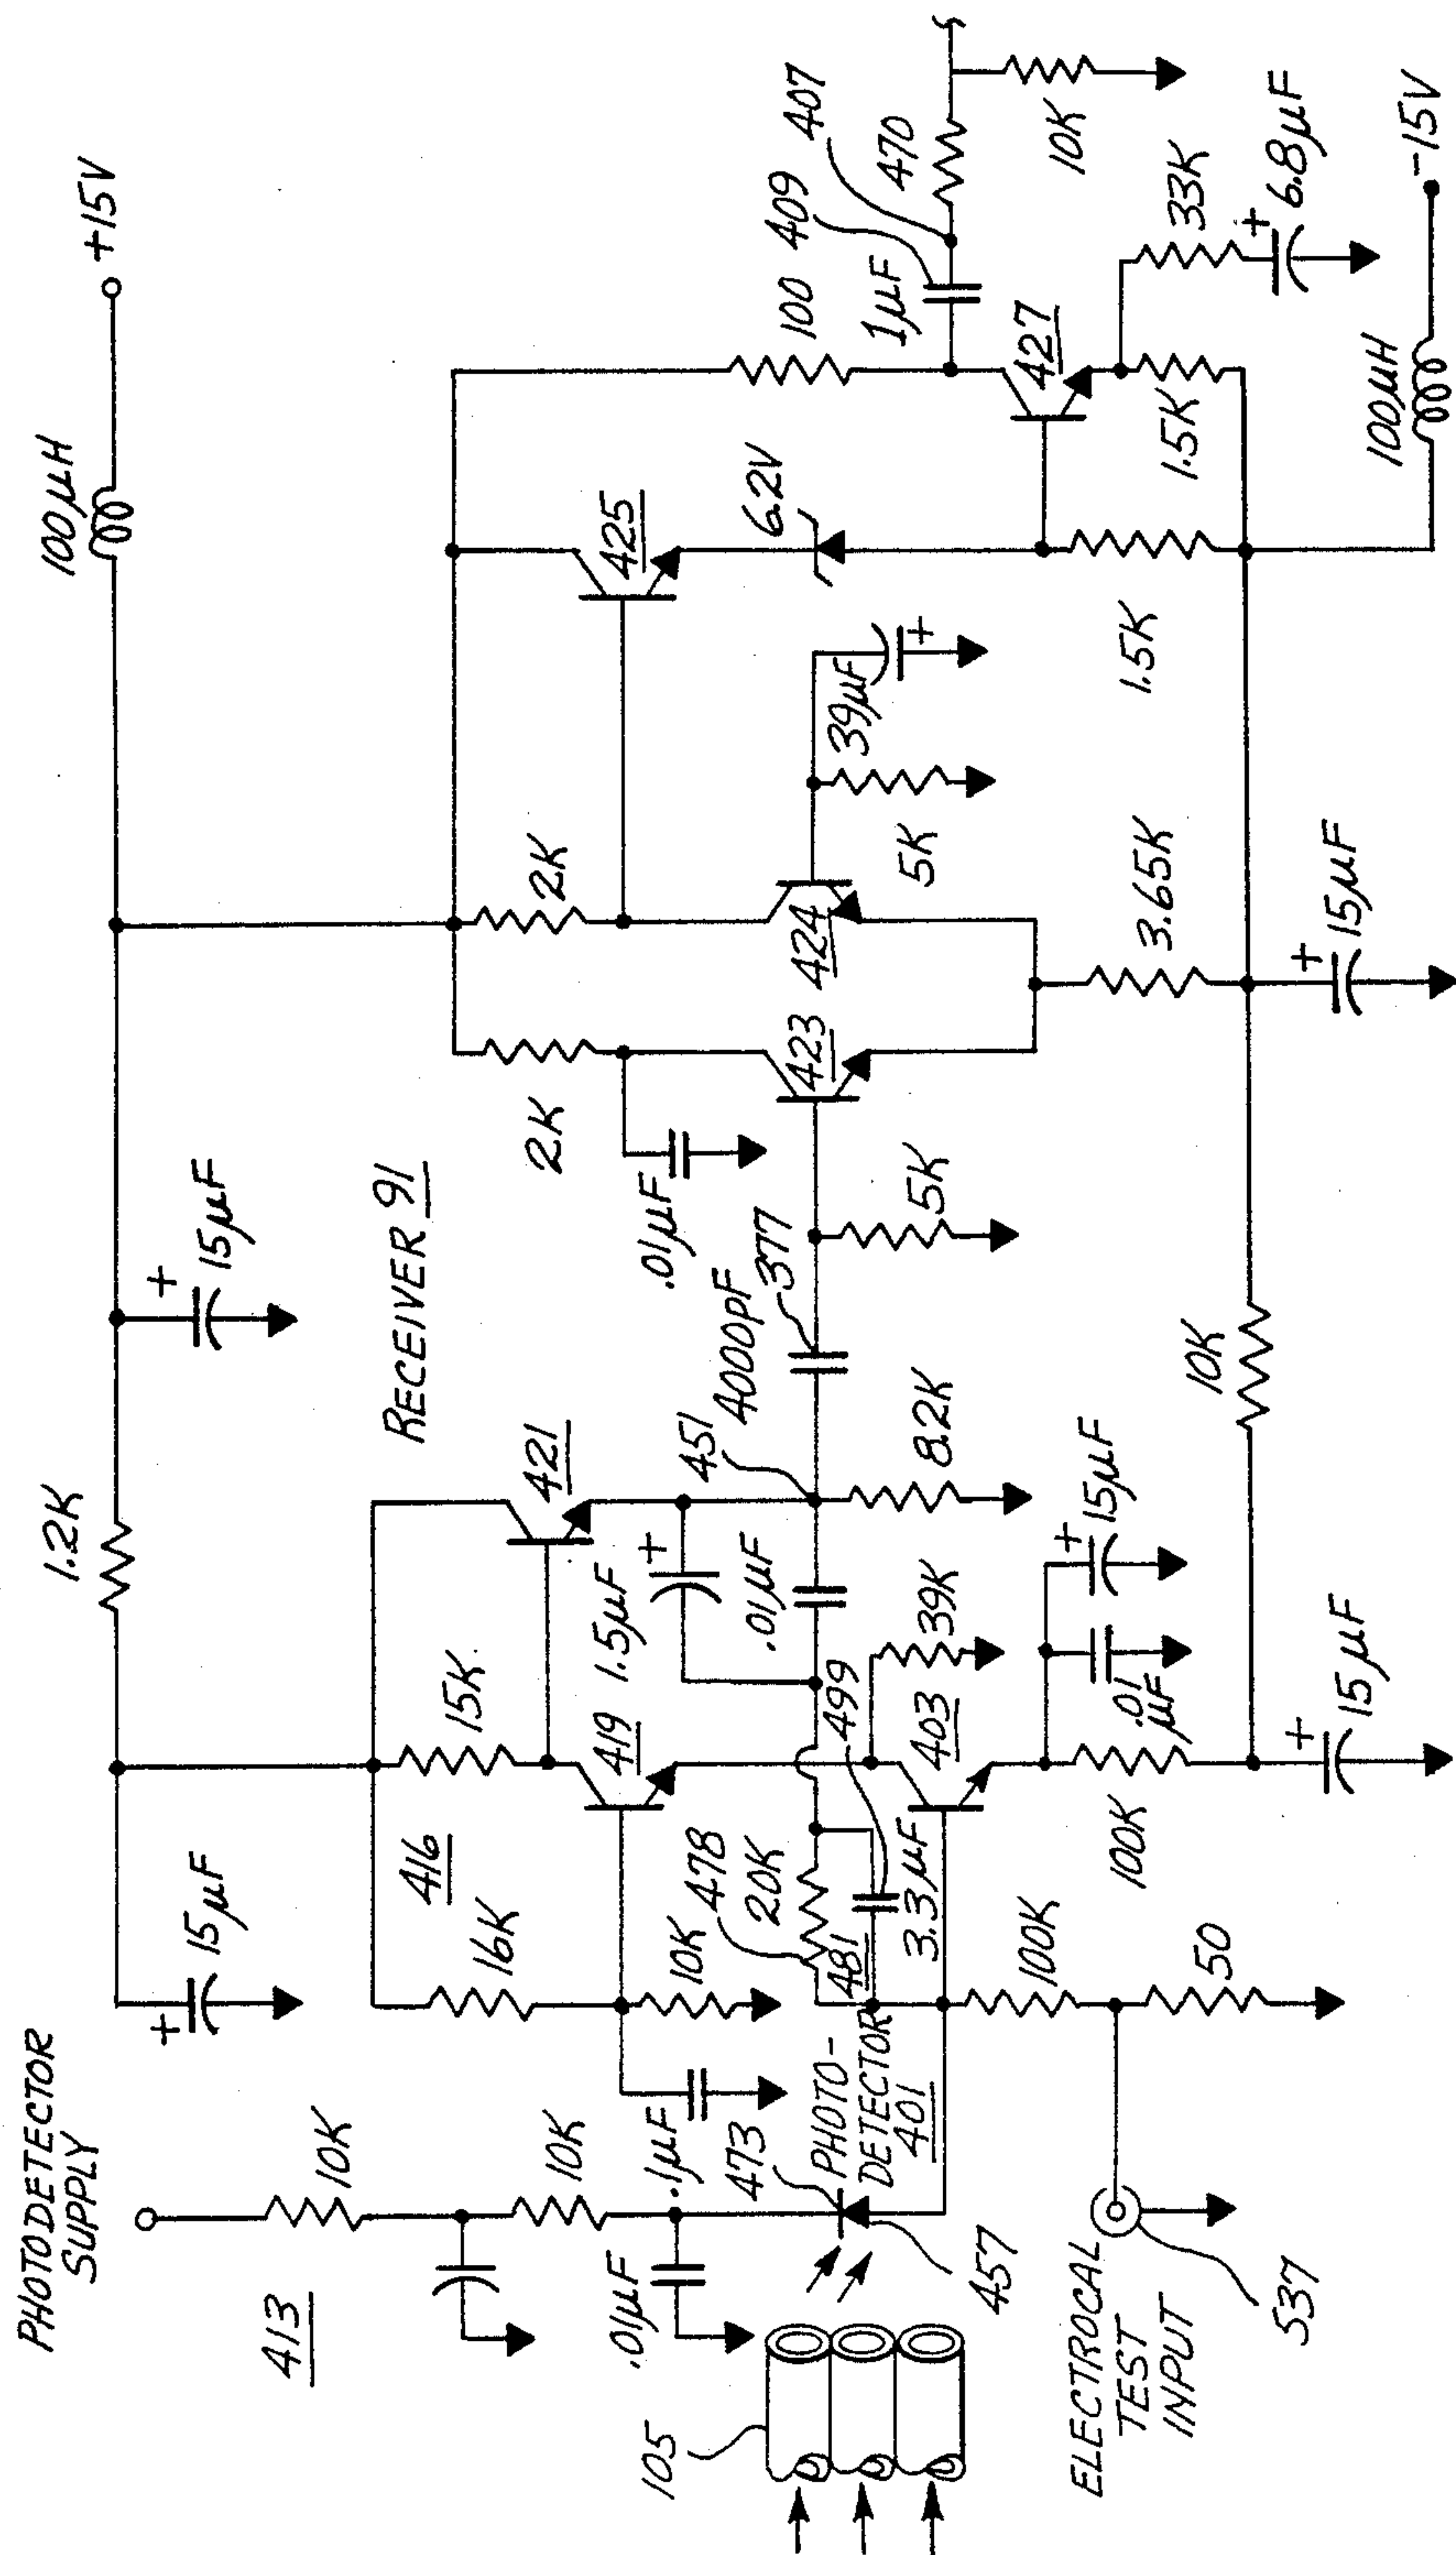 PHOTODETECTOR
SUPPLY
413
10K
10K
.01µF
.1µF
473
PHOTO-
DETECTOR
401
457
105
ELECTROCAL
TEST
INPUT
537
+
15µF
16K
416
10K
478
20K
481
499
3.3µF
100K
50
15K
419
1.5µF
+
.01µF
39K
403
100K
.01
µF
+
15µF
+
15µF
1.2K
421
451
4000pF
377
8.2K
5K
10K
+
15µF
RECEIVER 91
2K
.01µF
423
2K
424
5K
39µF
+
3.65K
+
15µF
100µH
+15V
425
6.2V
1.5K
100
1µF
409
407
470
10K
427
1.5K
33K
+
6.8µF
100µH
-15V